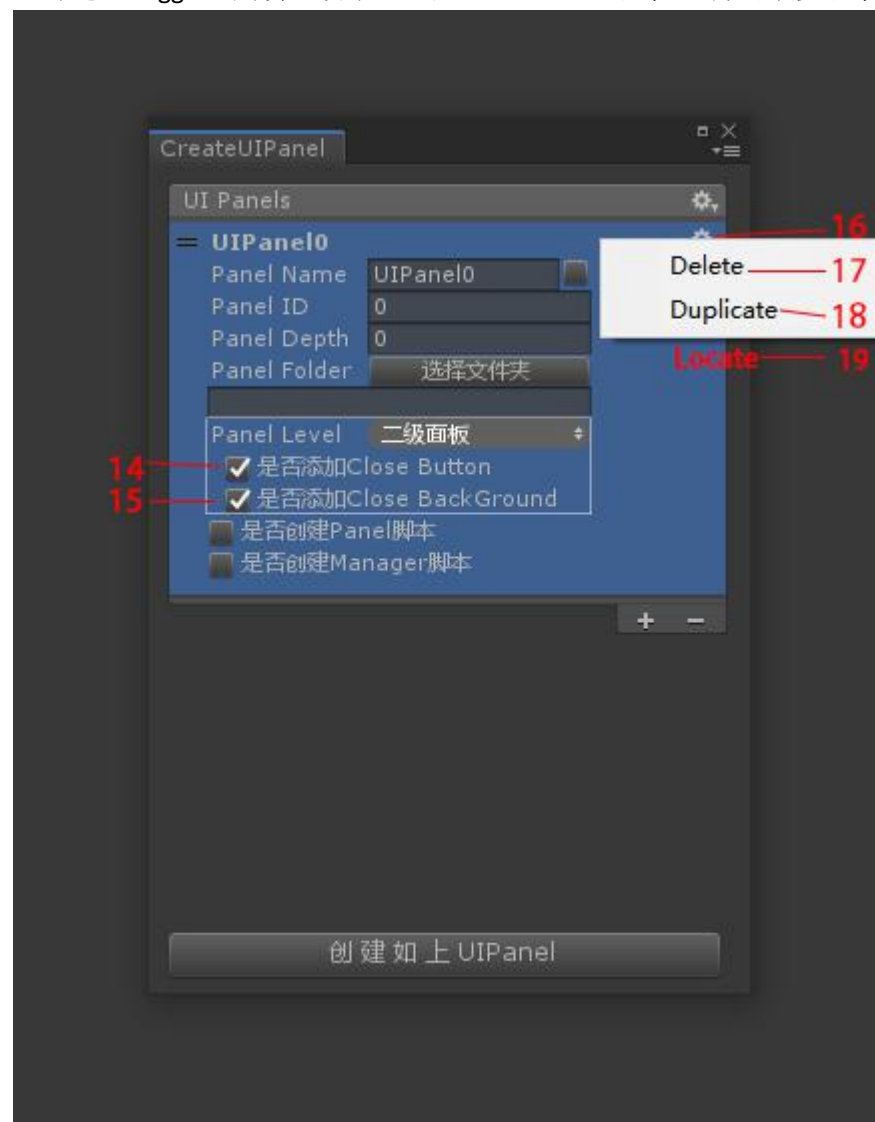 CreateUIPanel
UI Panels
16
UIPanel0
Delete 17
Panel Name UIPanel0
Panel ID 0
Duplicate 18
Panel Depth 0
Locate 19
Panel Folder 选择文件夹
Panel Level 二级面板
14 是否添加Close Button
15 是否添加Close BackGround
是否创建Panel脚本
是否创建Manager脚本
+ -
创建如上UIPanel